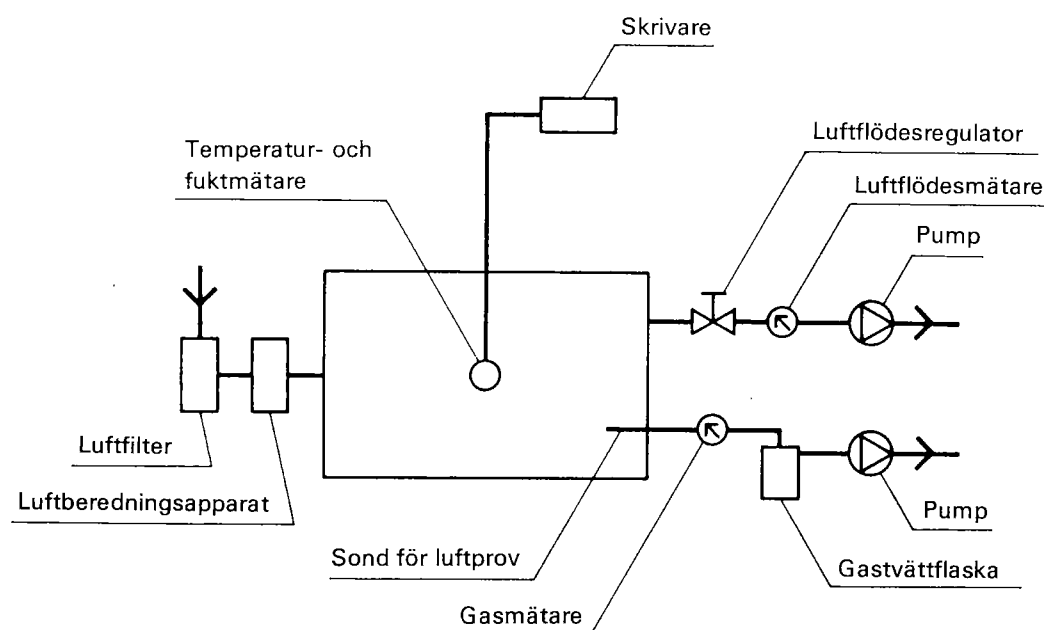 Skrivare
Luftflödesregulator
Temperatur- och
fuktmätare
Luftflödesmätare
Pump
Luftfilter
Luftberedningsapparat
Sond för luftprov
Gasmätare
Pump
Gastvättflaska